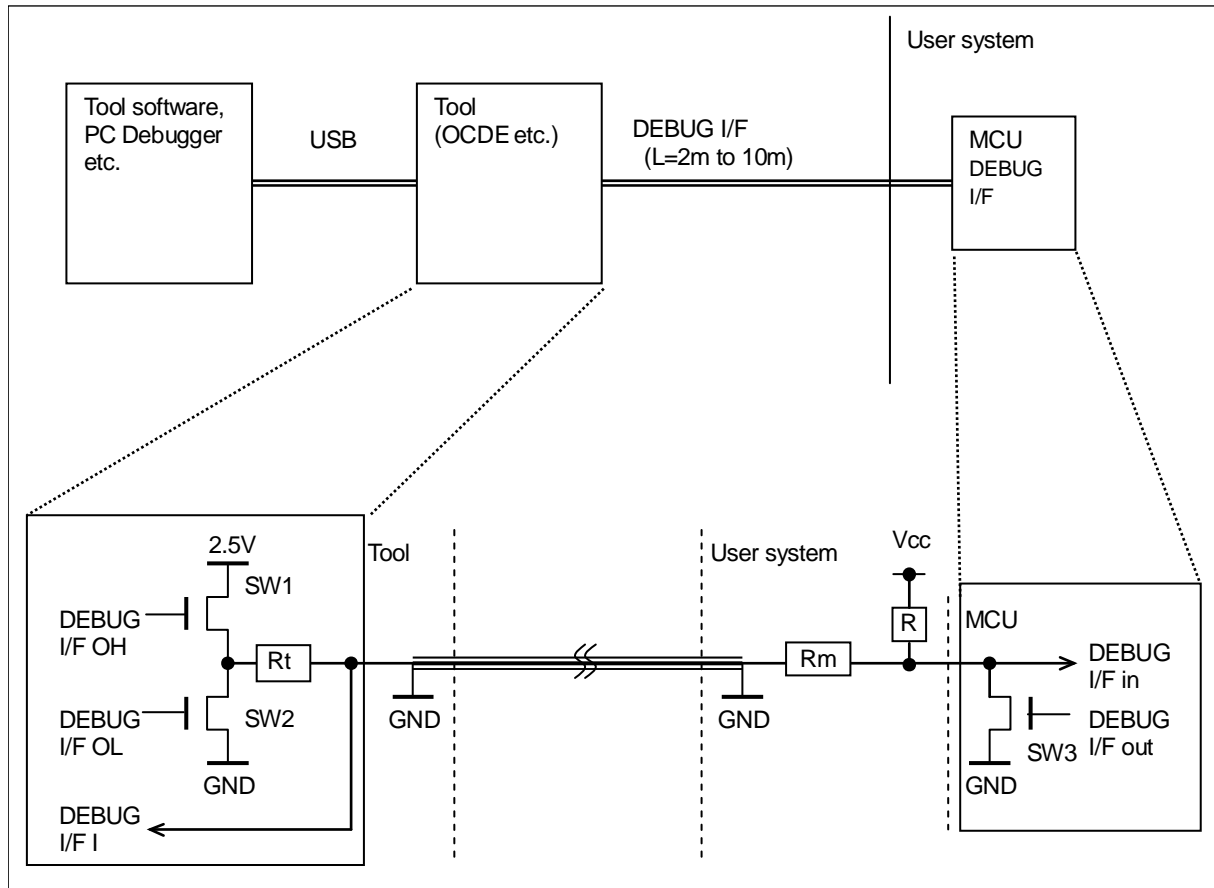 User system
Tool software,
PC Debugger
etc.
USB
Tool
(OCDE etc.)
DEBUG I/F
(L=2m to 10m)
MCU
DEBUG
I/F
2.5V
Tool
SW1
DEBUG
I/F OH
Rt
DEBUG
I/F OL
SW2
GND
DEBUG
I/F I
GND
User system
GND
Rm
Vcc
R
MCU
DEBUG
I/F in
DEBUG
I/F out
SW3
GND